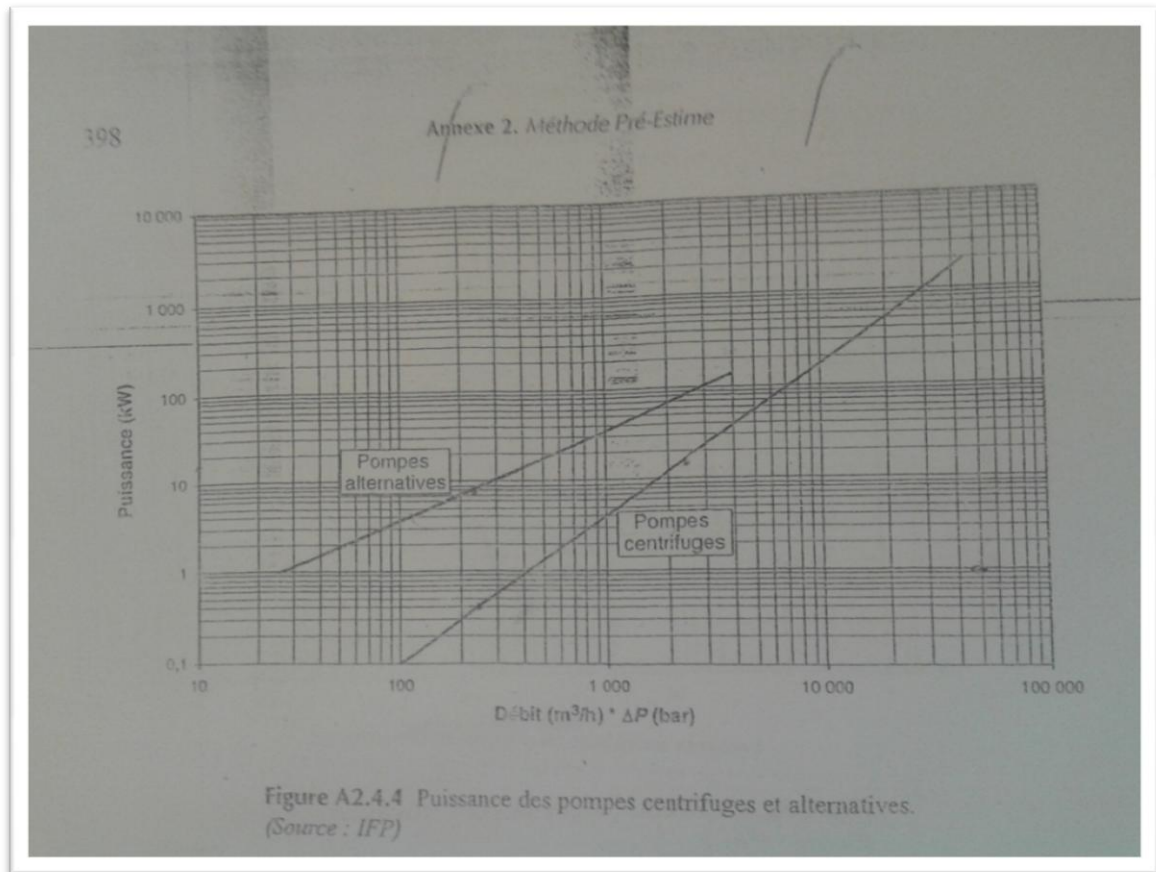 398
Annexe 2. Méthode Pré-Estime
10 000
1 000
100
10
1
0,1
Puissance (kW)
Pompes
alternatives
Pompes
centrifuges
10
100
1 000
10 000
100 000
Débit (m³/h) * ΔP (bar)
Figure A2.4.4 Puissance des pompes centrifuges et alternatives.
(Source : IFP)